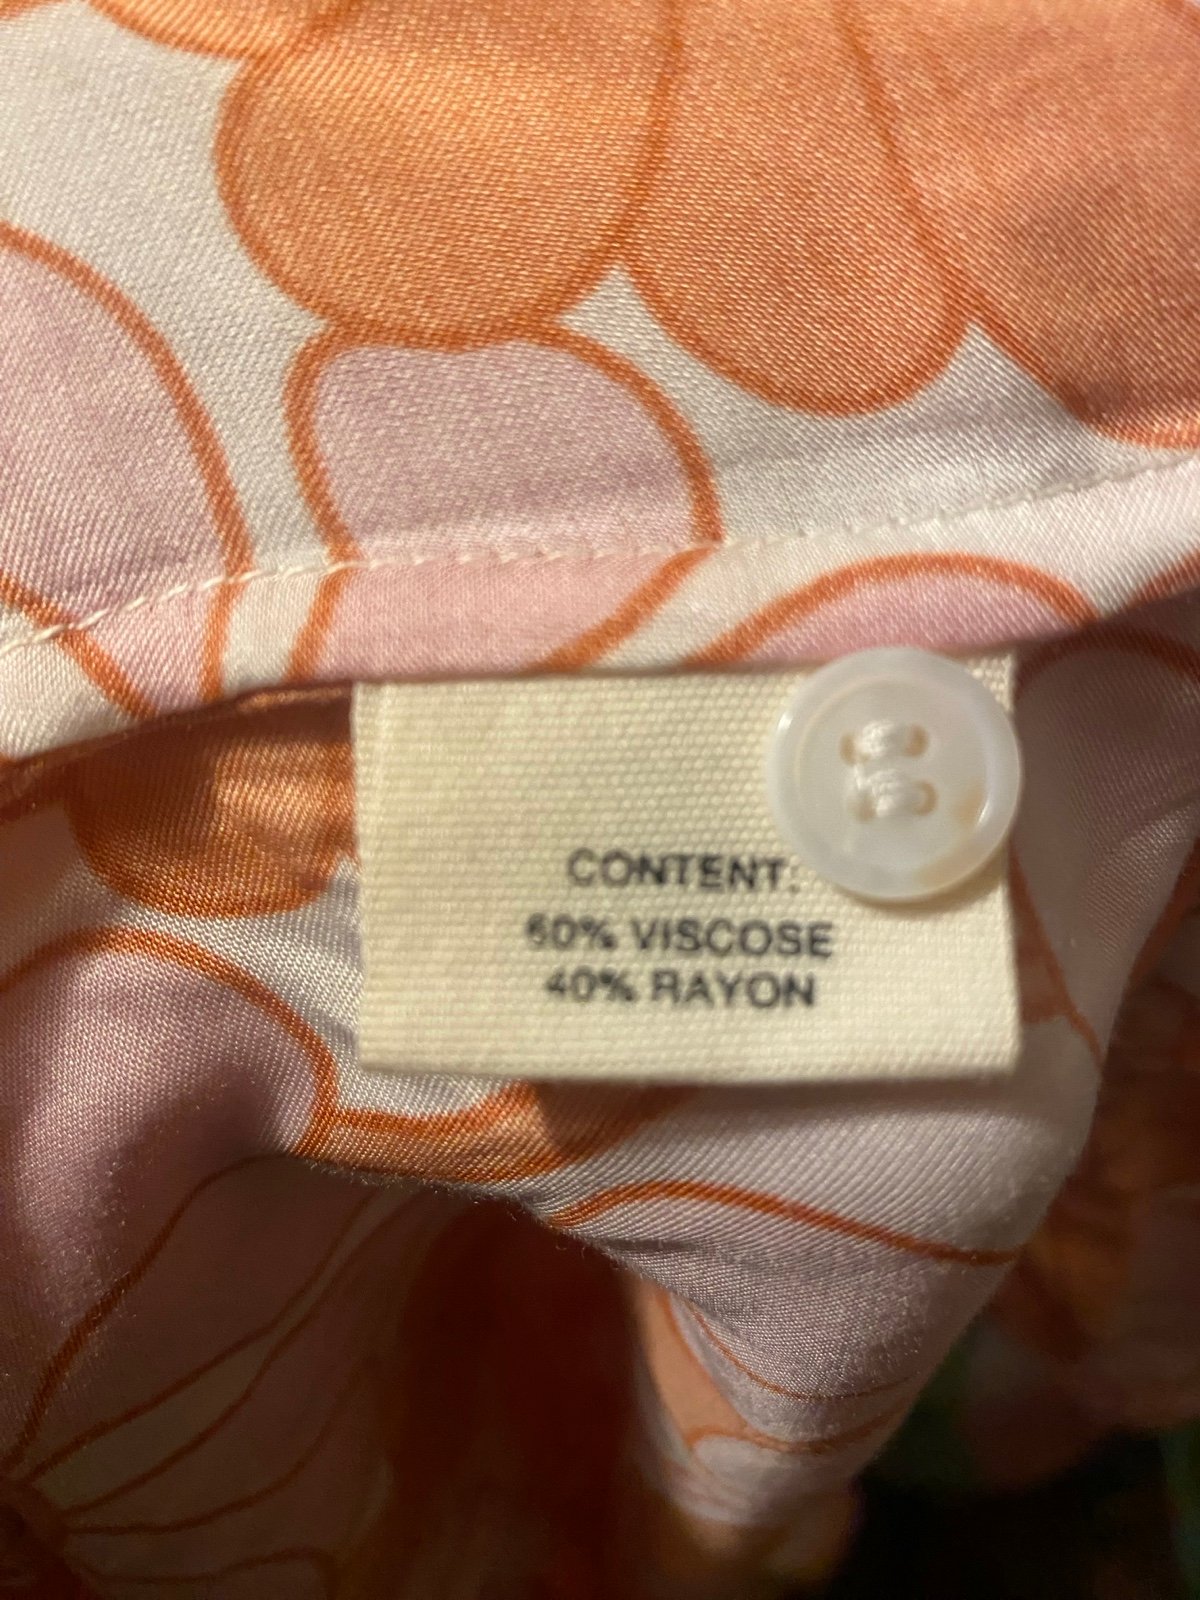 CONTENT:
60% VISCOSE
40% RAYON